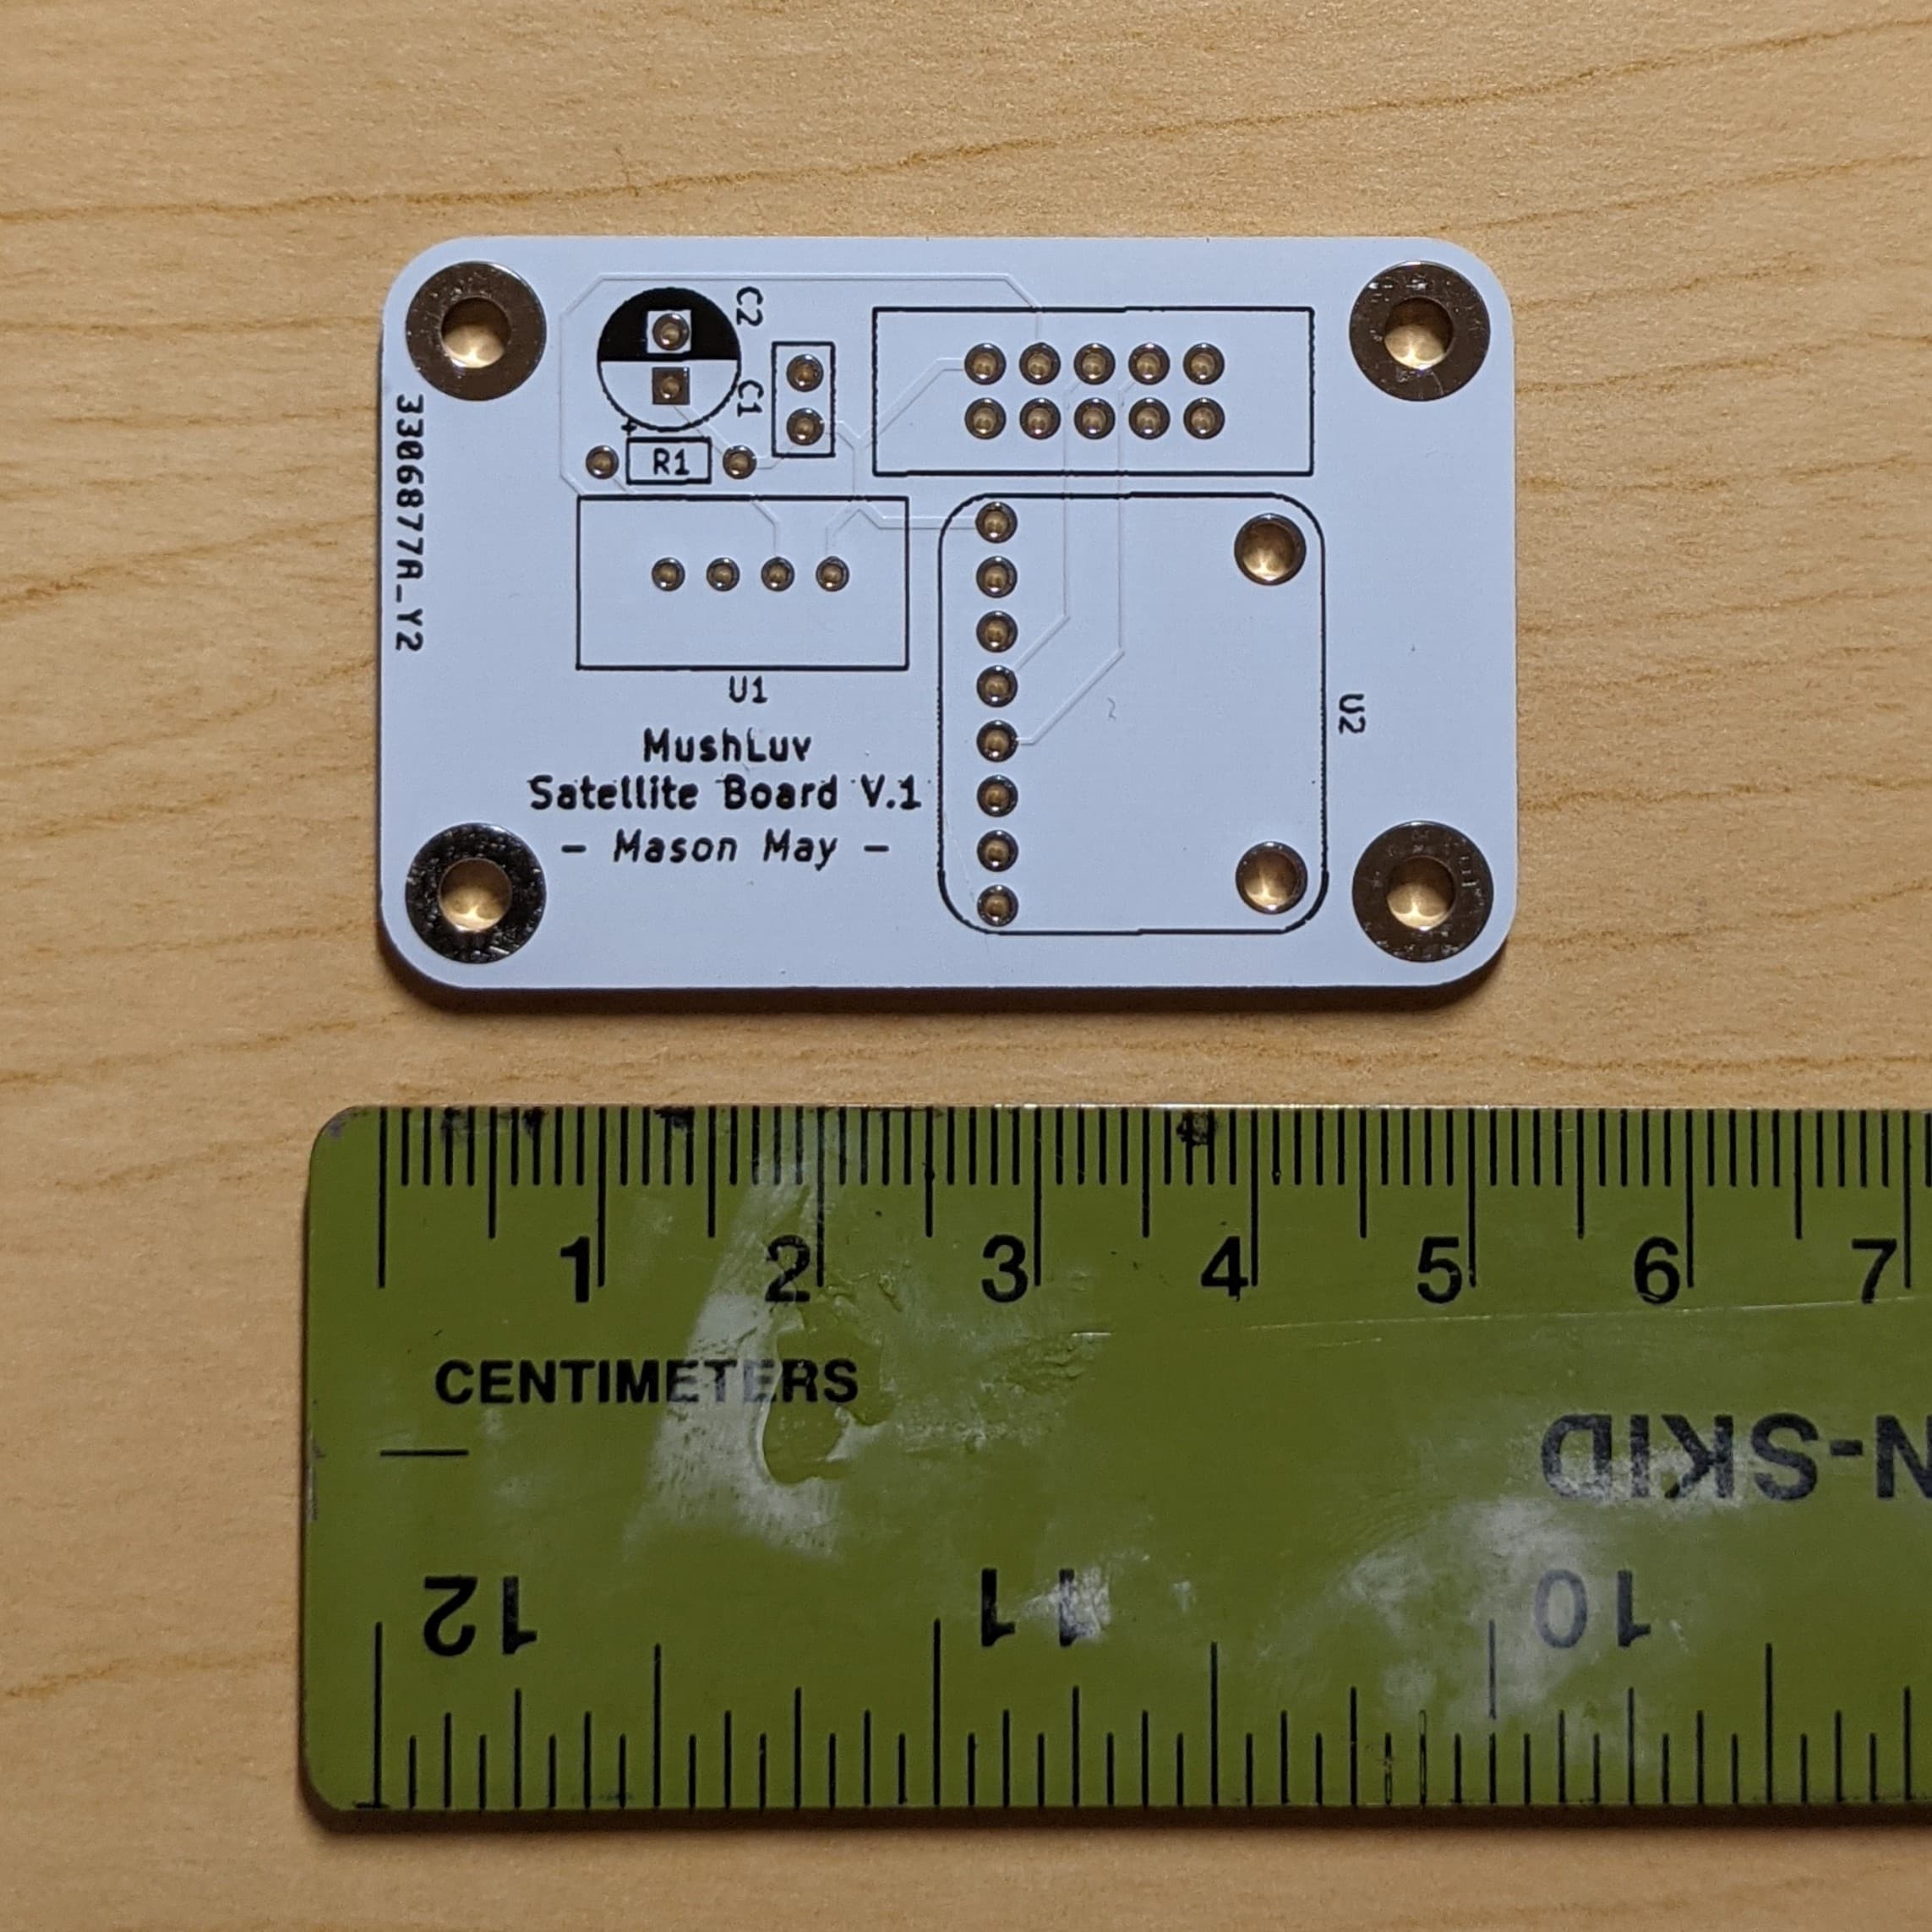 C2
C1
+
R1
3306877A_Y2
U1
U2
MushLuv
Satellite Board V.1
- Mason May -
1 2 3 4 5 6 7
CENTIMETERS
N-SKID
12 11 10